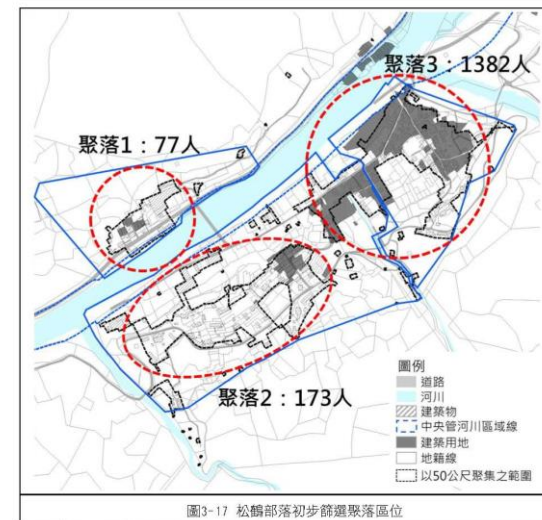 聚落3：1382人
聚落1：77人
聚落2：173人
圖例
道路
河川
建築物
中央管河川區域線
建築用地
地籍線
以50公尺聚集之範圍
圖3-17 松鶴部落初步篩選聚落區位